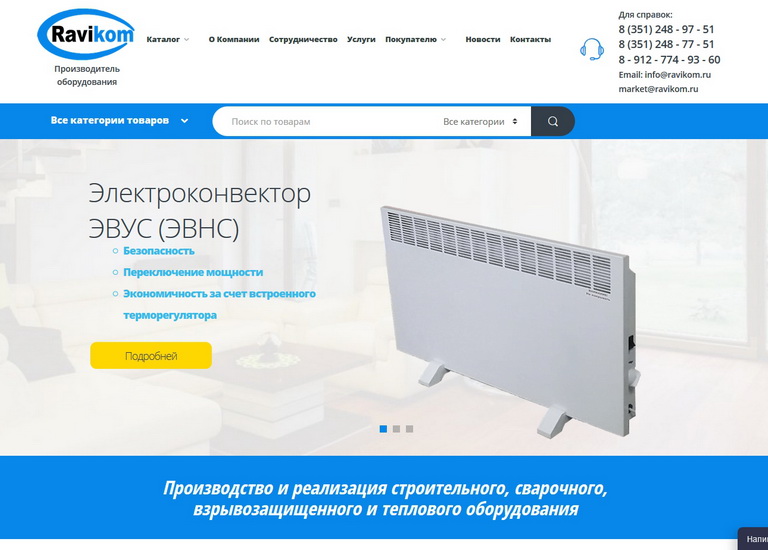 Ravikom
Производитель
оборудования
Каталог
О Компании
Сотрудничество
Услуги
Покупателю
Новости
Контакты
Для справок:
8 (351) 248 - 97 - 51
8 (351) 248 - 77 - 51
8 - 912 - 774 - 93 - 60
Email: info@ravikom.ru
market@ravikom.ru
Все категории товаров
Поиск по товарам
Все категории
Электроконвектор
ЭВУС (ЭВНС)
Безопасность
Переключение мощности
Экономичность за счет встроенного
терморегулятора
Подробней
Производство и реализация строительного, сварочного,
взрывозащищенного и теплового оборудования
Напи